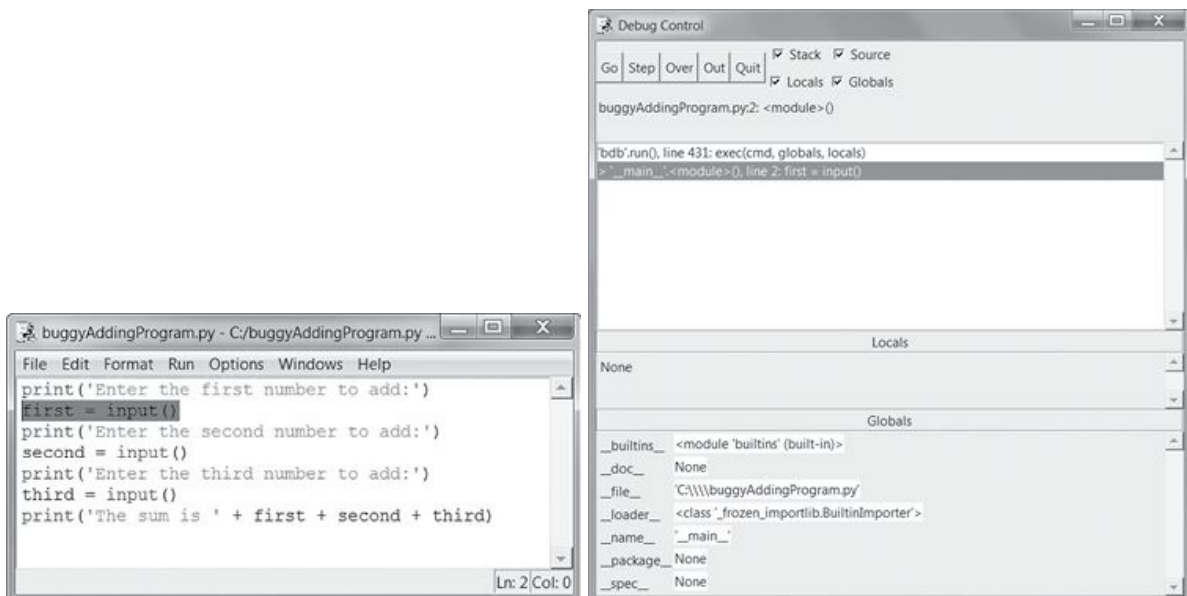 buggyAddingProgram.py - C:/buggyAddingProgram.py ...
File Edit Format Run Options Windows Help
print('Enter the first number to add:')
first = input()
print('Enter the second number to add:')
second = input()
print('Enter the third number to add:')
third = input()
print('The sum is ' + first + second + third)
Ln: 2 Col: 0
Debug Control
Go Step Over Out Quit
Stack Source
Locals Globals
buggyAddingProgram.py:2: <module>()
'bdb'.run(), line 431: exec(cmd, globals, locals)
> '__main__'.<module>(), line 2: first = input()
Locals
None
Globals
__builtins__ <module 'builtins' (built-in)>
__doc__ None
__file__ 'C:\\\\buggyAddingProgram.py'
__loader__ <class '_frozen_importlib.BuiltinImporter'>
__name__ '__main__'
__package__ None
__spec__ None